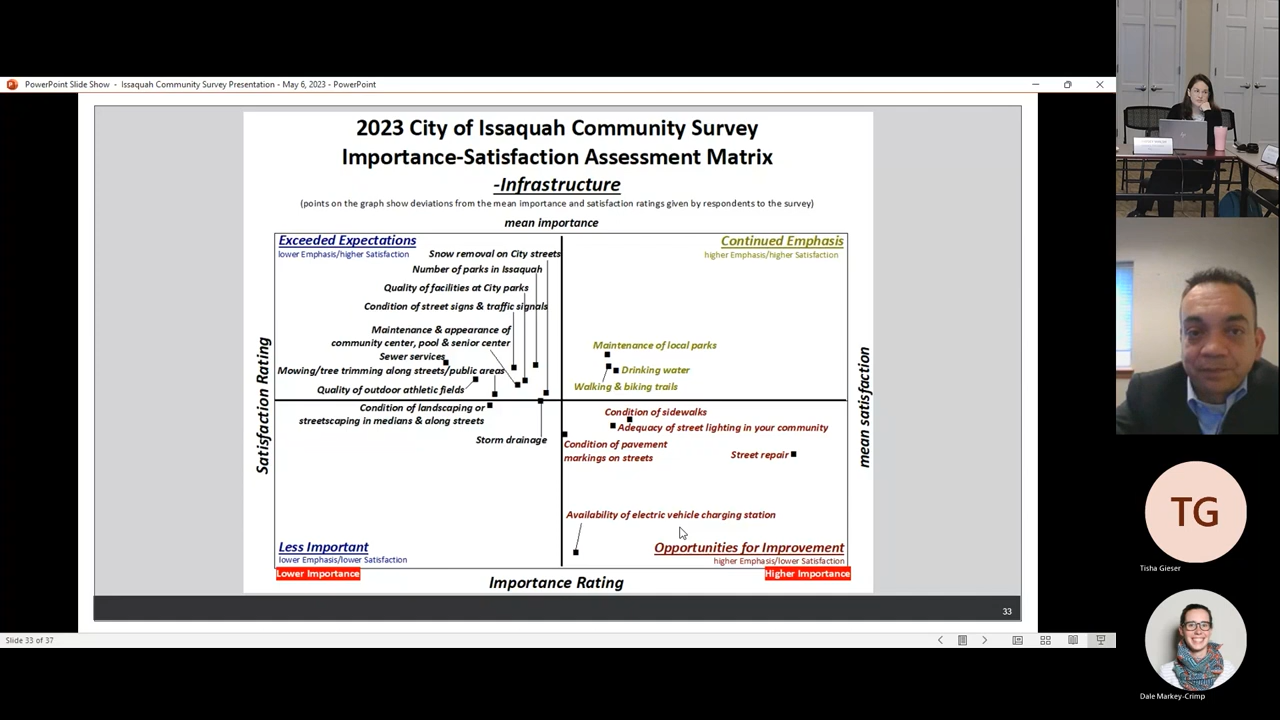 PowerPoint Slide Show - Issaquah Community Survey Presentation - May 6, 2023 - PowerPoint
2023 City of Issaquah Community Survey
Importance-Satisfaction Assessment Matrix
-Infrastructure
(points on the graph show deviations from the mean importance and satisfaction ratings given by respondents to the survey)
mean importance
Exceeded Expectations
lower Emphasis/higher Satisfaction
Continued Emphasis
higher Emphasis/higher Satisfaction
Snow removal on City streets
Number of parks in Issaquah
Quality of facilities at City parks
Condition of street signs & traffic signals
Maintenance & appearance of
community center, pool & senior center
Sewer services
Mowing/tree trimming along streets/public areas
Quality of outdoor athletic fields
Maintenance of local parks
Drinking water
Walking & biking trails
Satisfaction Rating
mean satisfaction
Condition of landscaping or
streetscaping in medians & along streets
Storm drainage
Condition of sidewalks
Adequacy of street lighting in your community
Condition of pavement
markings on streets
Street repair
Availability of electric vehicle charging station
Less Important
lower Emphasis/lower Satisfaction
Opportunities for Improvement
higher Emphasis/lower Satisfaction
Lower Importance
Importance Rating
Higher Importance
33
Slide 33 of 37
TG
Tisha Gieser
Dale Markey-Crimp